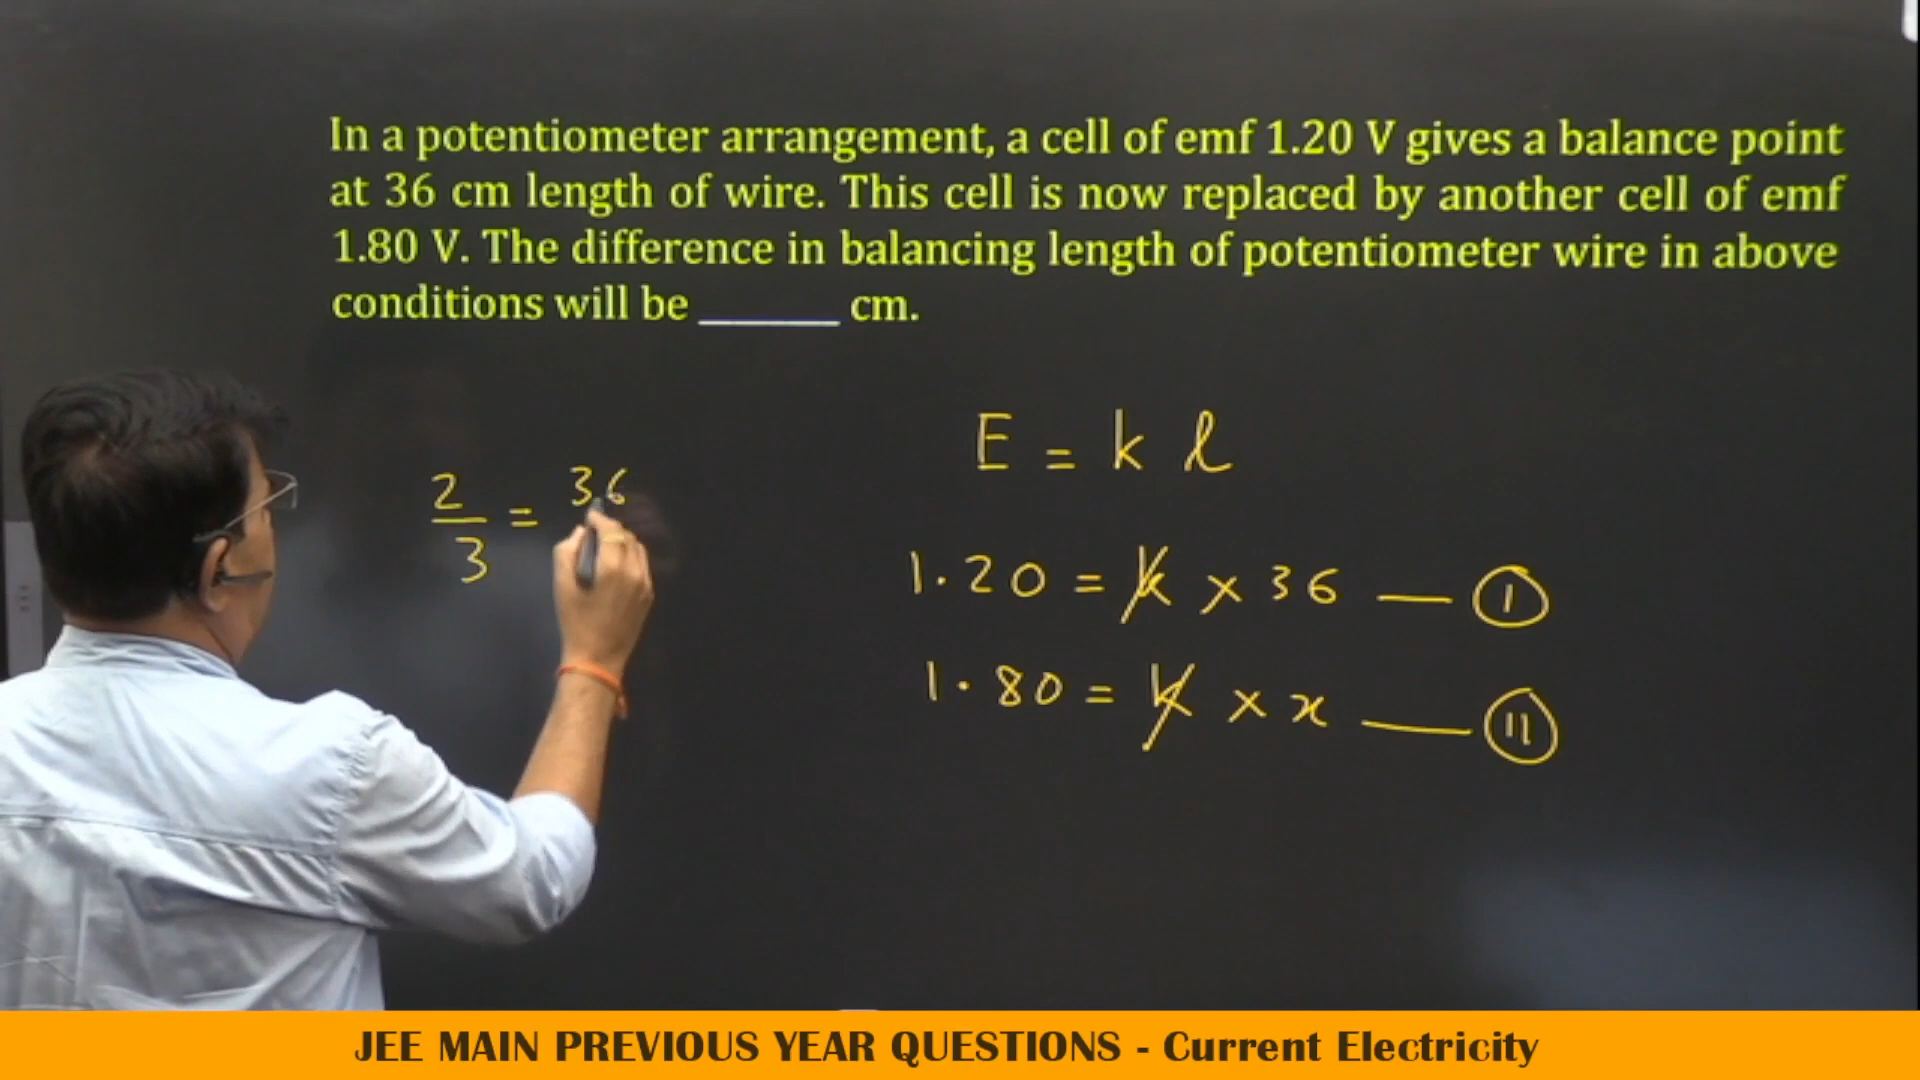 In a potentiometer arrangement, a cell of emf 1.20 V gives a balance point
at 36 cm length of wire. This cell is now replaced by another cell of emf
1.80 V. The difference in balancing length of potentiometer wire in above
conditions will be ______ cm.
E = k l
2/3 = 36
1.20 = k × 36 — (1)
1.80 = k × x — (11)
JEE MAIN PREVIOUS YEAR QUESTIONS - Current Electricity